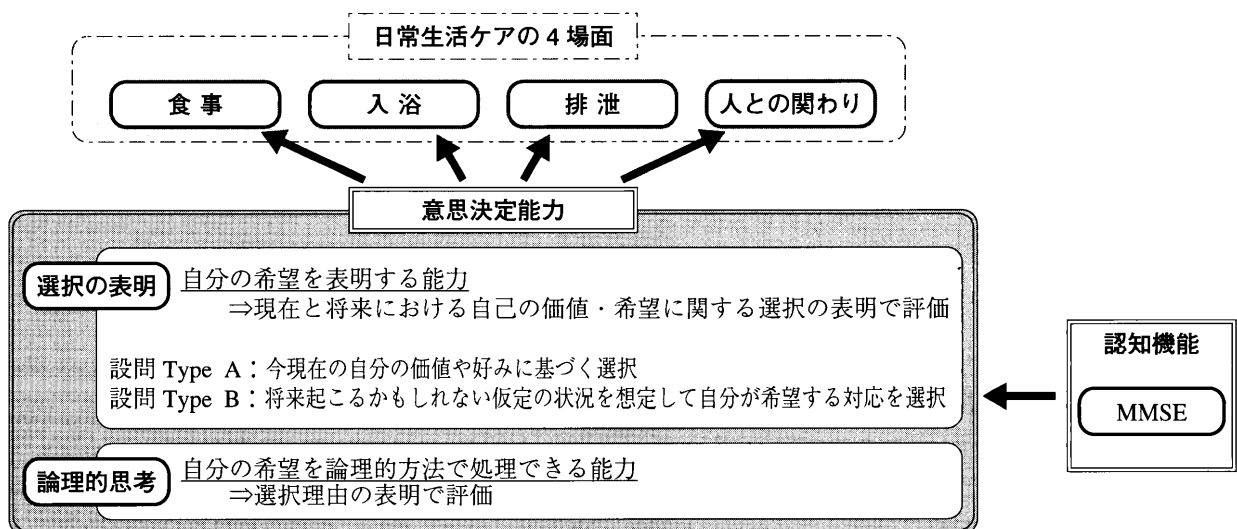 日常生活ケアの4場面
食事
入浴
排泄
人との関わり
意思決定能力
選択の表明
自分の希望を表明する能力
⇒現在と将来における自己の価値・希望に関する選択の表明で評価
設問 Type A：今現在の自分の価値や好みに基づく選択
設問 Type B：将来起こるかもしれない仮定の状況を想定して自分が希望する対応を選択
論理的思考
自分の希望を論理的方法で処理できる能力
⇒選択理由の表明で評価
認知機能
MMSE